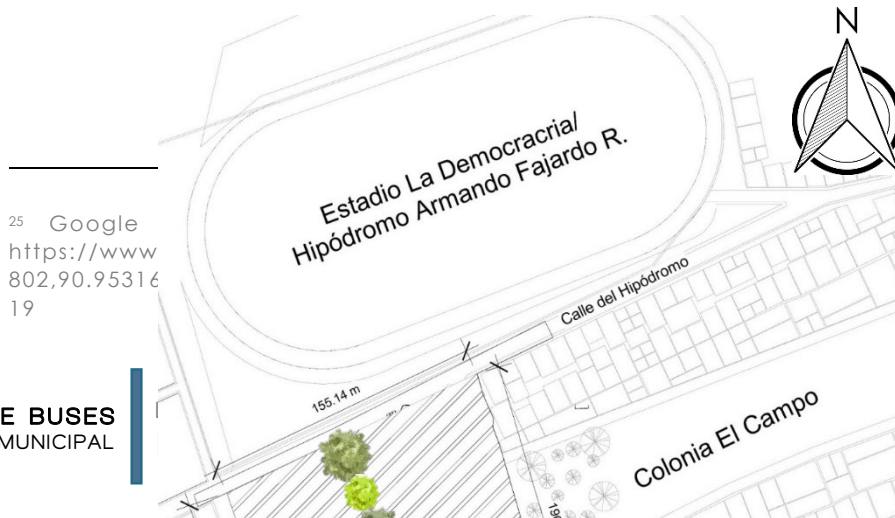 N
Estadio La Democracria/
Hipódromo Armando Fajardo R.
25 Google
https://www
802,90.95316
19
Calle del Hipódromo
155.14 m
E BUSES
MUNICIPAL
Colonia El Campo